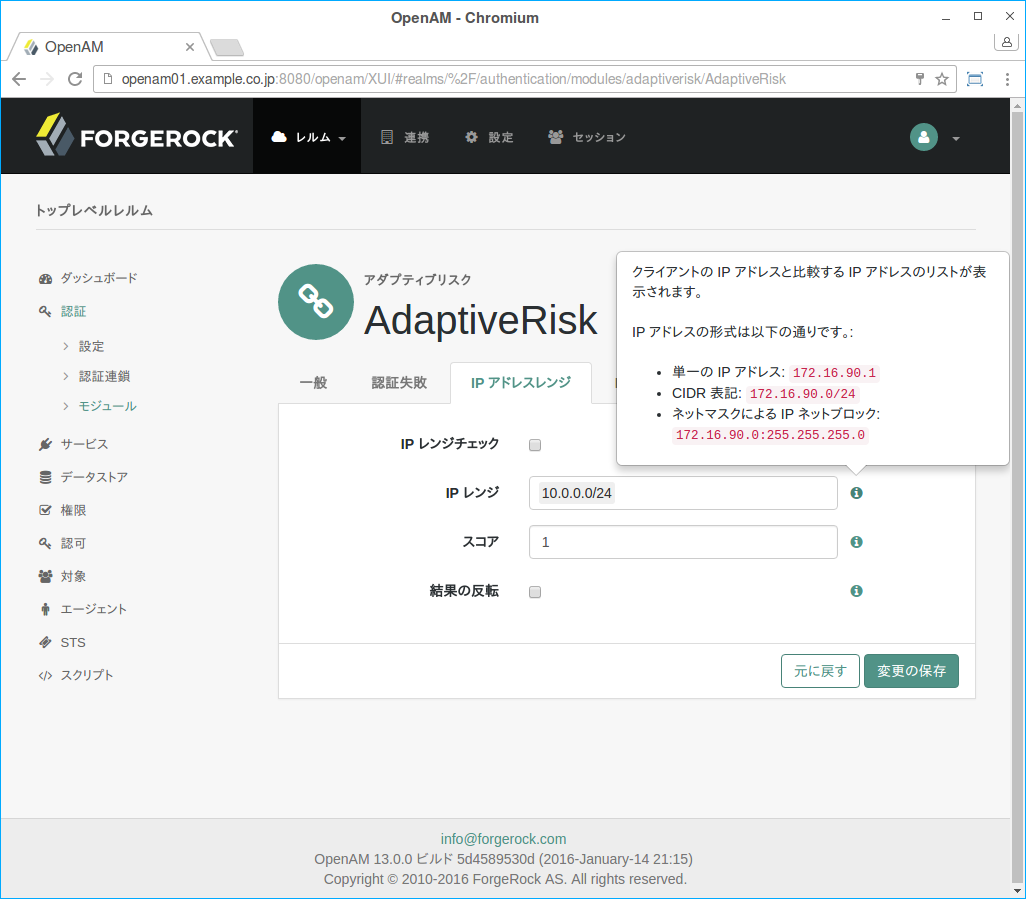 OpenAM - Chromium
OpenAM
openam01.example.co.jp:8080/openam/XUI/#realms/%2F/authentication/modules/adaptiverisk/AdaptiveRisk
FORGEROCK
レルム
連携
設定
セッション
トップレベルレルム
ダッシュボード
認証
設定
認証連鎖
モジュール
サービス
データストア
権限
認可
対象
エージェント
STS
スクリプト
アダプティブリスク
AdaptiveRisk
一般
認証失敗
IP アドレスレンジ
クライアントの IP アドレスと比較する IP アドレスのリストが表
示されます。
IP アドレスの形式は以下の通りです。:
• 単一の IP アドレス: 172.16.90.1
• CIDR 表記: 172.16.90.0/24
• ネットマスクによる IP ネットブロック:
172.16.90.0:255.255.255.0
IP レンジチェック
IP レンジ
10.0.0.0/24
スコア
1
結果の反転
元に戻す
変更の保存
info@forgerock.com
OpenAM 13.0.0 ビルド 5d4589530d (2016-January-14 21:15)
Copyright © 2010-2016 ForgeRock AS. All rights reserved.